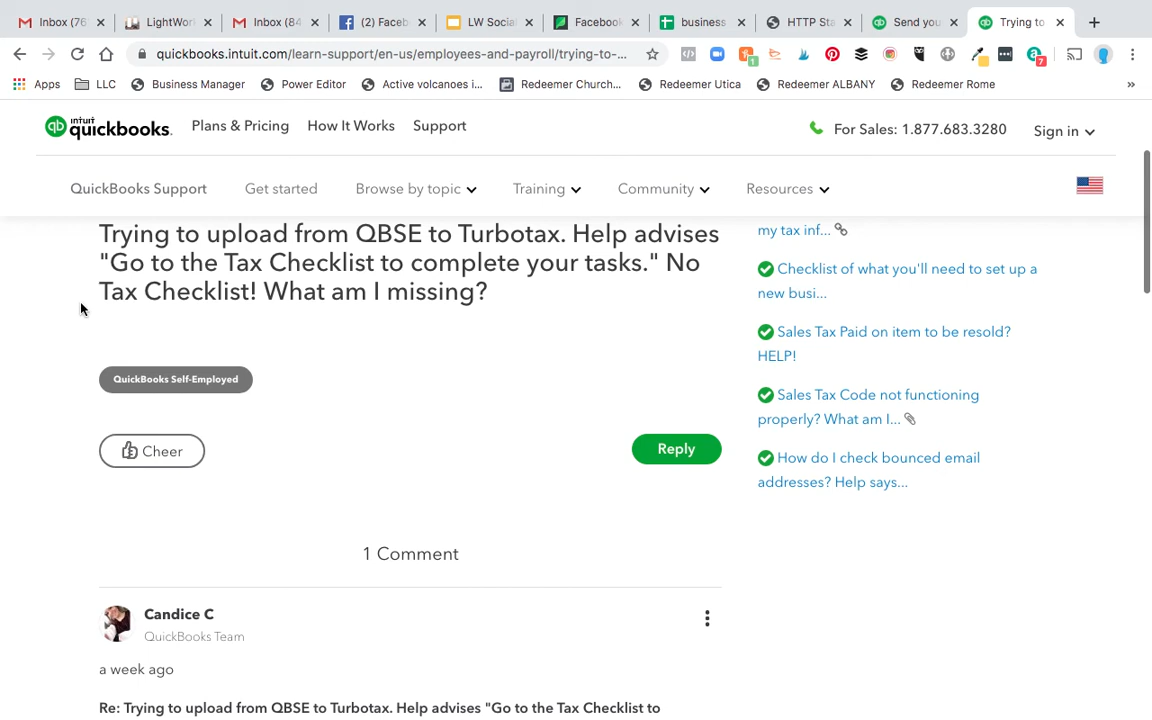 Inbox (76
LightWor
Inbox (84
(2) Faceb
LW Socia
Facebook
business
HTTP Sta
Send you
Trying to
quickbooks.intuit.com/learn-support/en-us/employees-and-payroll/trying-to-...
1
7
Apps
LLC
Business Manager
Power Editor
Active volcanoes i...
Redeemer Church...
Redeemer Utica
Redeemer ALBANY
Redeemer Rome
»
intuit
quickbooks.
Plans & Pricing
How It Works
Support
For Sales: 1.877.683.3280
Sign in
QuickBooks Support
Get started
Browse by topic
Training
Community
Resources
Trying to upload from QBSE to Turbotax. Help advises
"Go to the Tax Checklist to complete your tasks." No
Tax Checklist! What am I missing?
QuickBooks Self-Employed
Cheer
Reply
my tax inf...
Checklist of what you'll need to set up a
new busi...
Sales Tax Paid on item to be resold?
HELP!
Sales Tax Code not functioning
properly? What am I...
How do I check bounced email
addresses? Help says...
1 Comment
Candice C
QuickBooks Team
a week ago
Re: Trying to upload from QBSE to Turbotax. Help advises "Go to the Tax Checklist to